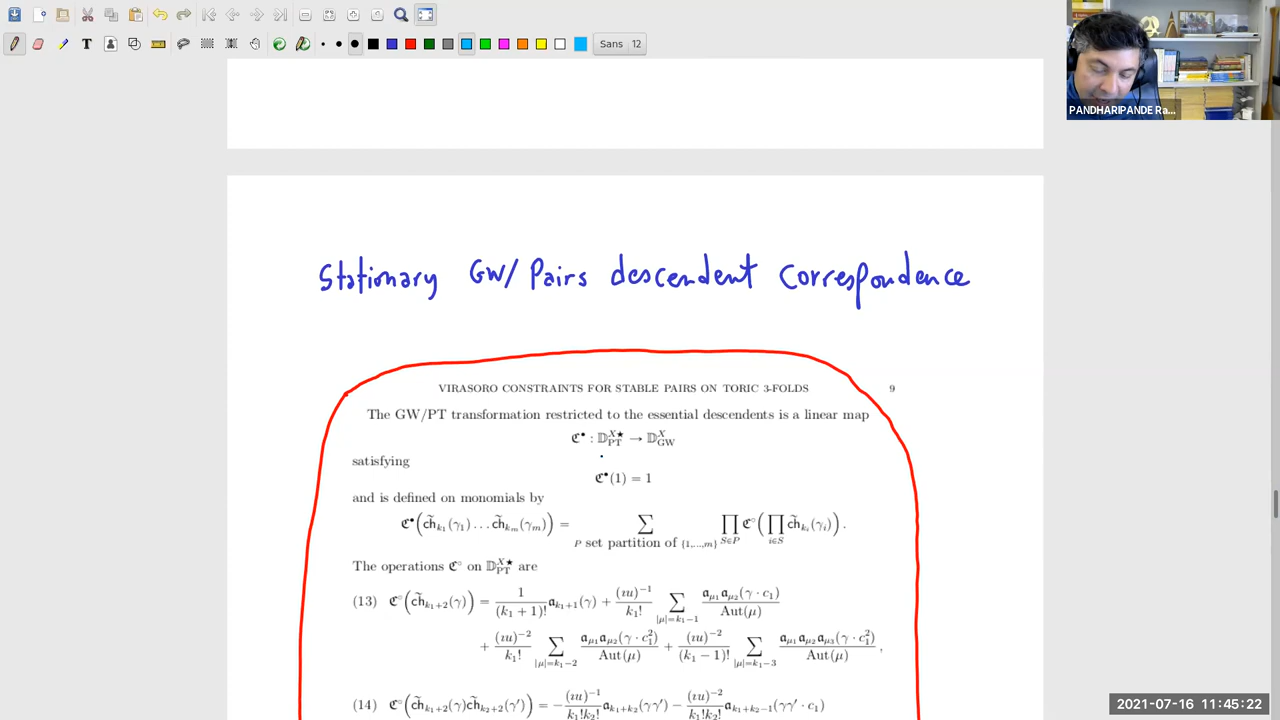 T
Sans 12
PANDHARIPANDE Ra...
Stationary GW/Pairs descendent correspondence
VIRASORO CONSTRAINTS FOR STABLE PAIRS ON TORIC 3-FOLDS 9
The GW/PT transformation restricted to the essential descendents is a linear map
ℭ^• : 𝔻_PT^{X★} → 𝔻_GW^X
satisfying
ℭ^•(1) = 1
and is defined on monomials by
ℭ^•(c̃h_{k_1}(γ_1)...c̃h_{k_m}(γ_m)) = ∑_{P set partition of {1,...,m}} ∏_{S∈P} ℭ^∘(∏_{i∈S} c̃h_{k_i}(γ_i)).
The operations ℭ^∘ on 𝔻_PT^{X★} are
(13) ℭ^∘(c̃h_{k_1+2}(γ)) = 1/(k_1+1)! 𝔞_{k_1+1}(γ) + (ıu)^{-1}/k_1! ∑_{|μ|=k_1-1} 𝔞_{μ_1}𝔞_{μ_2}(γ·c_1)/Aut(μ)
+ (ıu)^{-2}/k_1! ∑_{|μ|=k_1-2} 𝔞_{μ_1}𝔞_{μ_2}(γ·c_1^2)/Aut(μ) + (ıu)^{-2}/(k_1-1)! ∑_{|μ|=k_1-3} 𝔞_{μ_1}𝔞_{μ_2}𝔞_{μ_3}(γ·c_1^2)/Aut(μ),
(14) ℭ^∘(c̃h_{k_1+2}(γ)c̃h_{k_2+2}(γ')) = -(ıu)^{-1}/k_1!k_2! 𝔞_{k_1+k_2}(γγ') - (ıu)^{-2}/k_1!k_2! 𝔞_{k_1+k_2-1}(γγ'·c_1)
2021-07-16 11:45:22